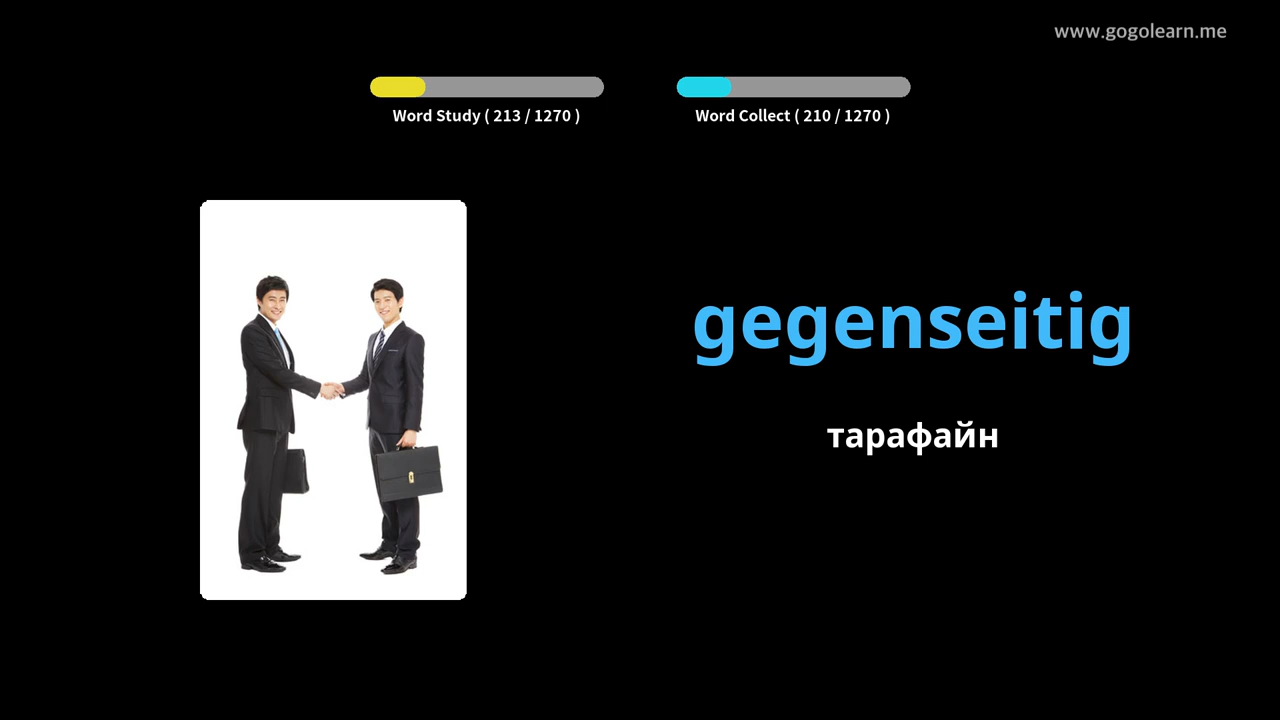 www.gogolearn.me
Word Study ( 213 / 1270 )
Word Collect ( 210 / 1270 )
gegenseitig
тарафайн